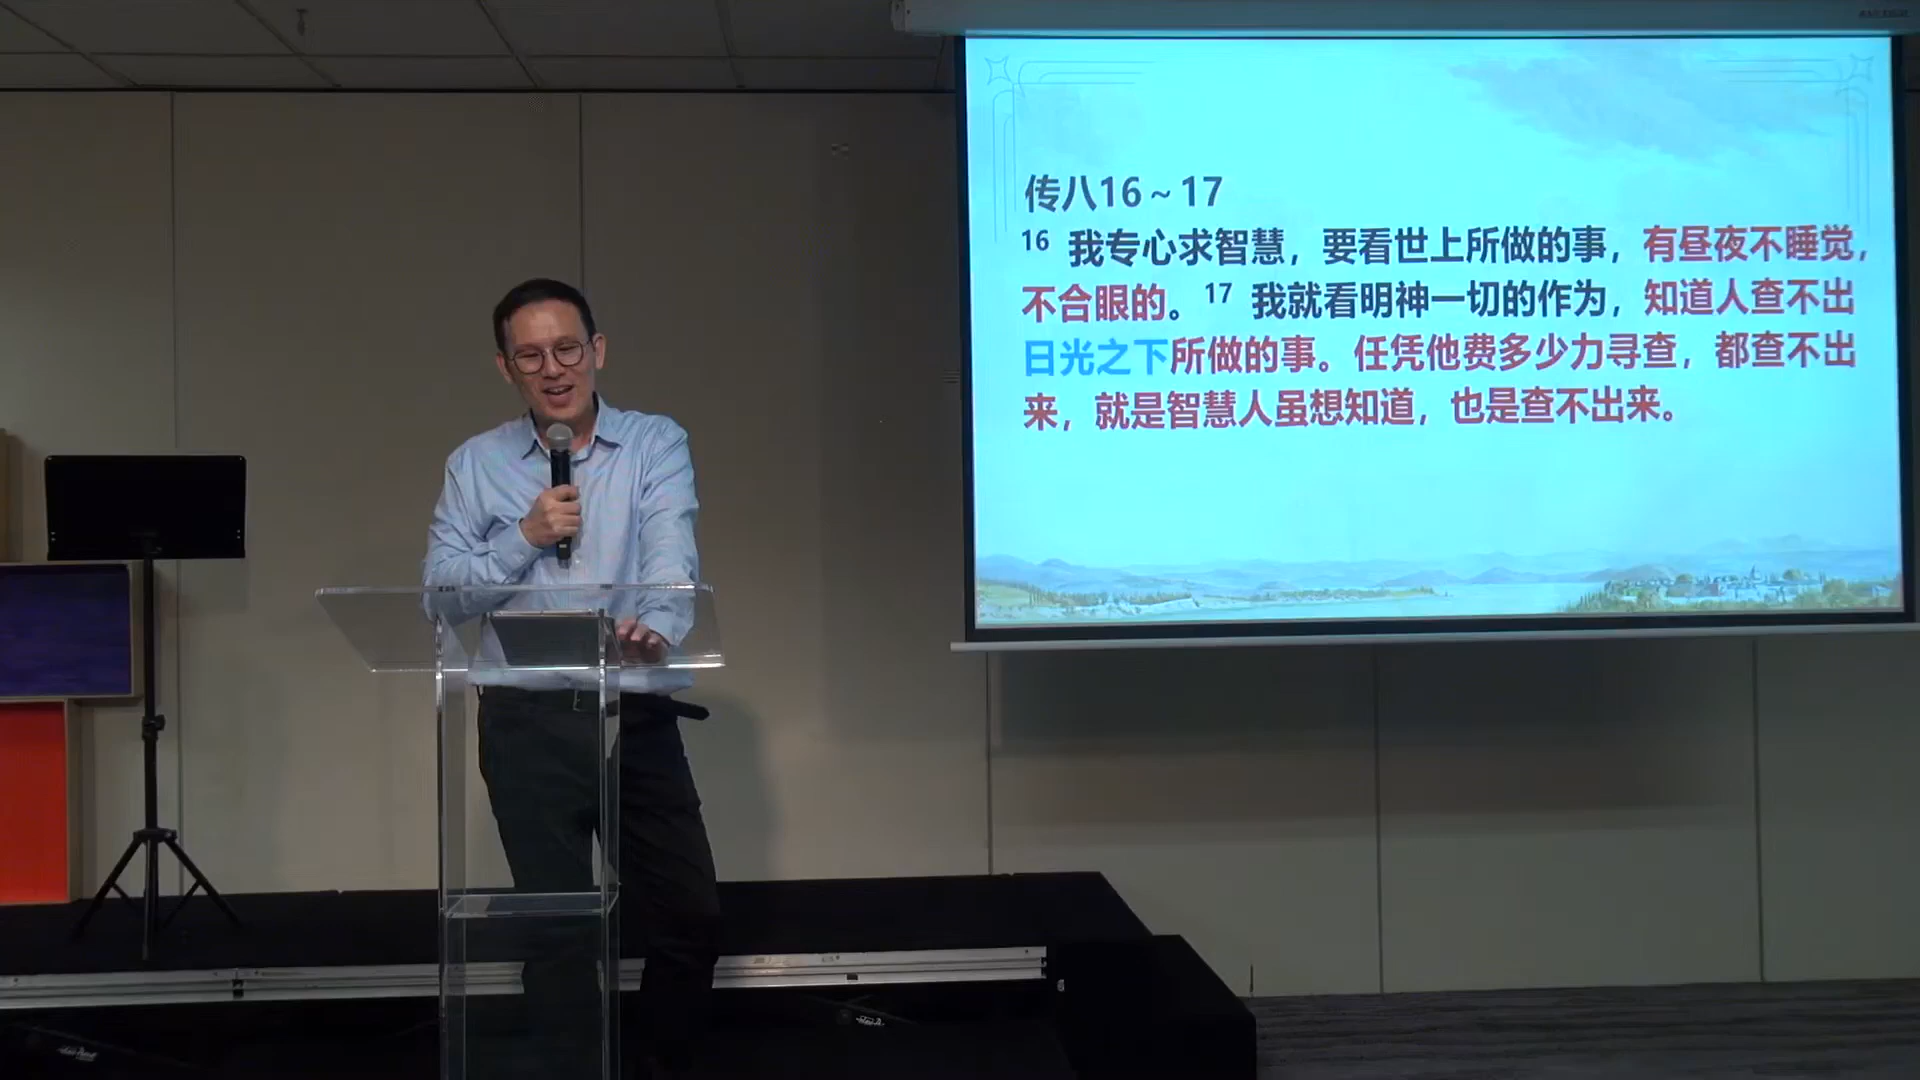 传八16～17
16 我专心求智慧，要看世上所做的事，有昼夜不睡觉，
不合眼的。17 我就看明神一切的作为，知道人查不出
日光之下所做的事。任凭他费多少力寻查，都查不出
来，就是智慧人虽想知道，也是查不出来。